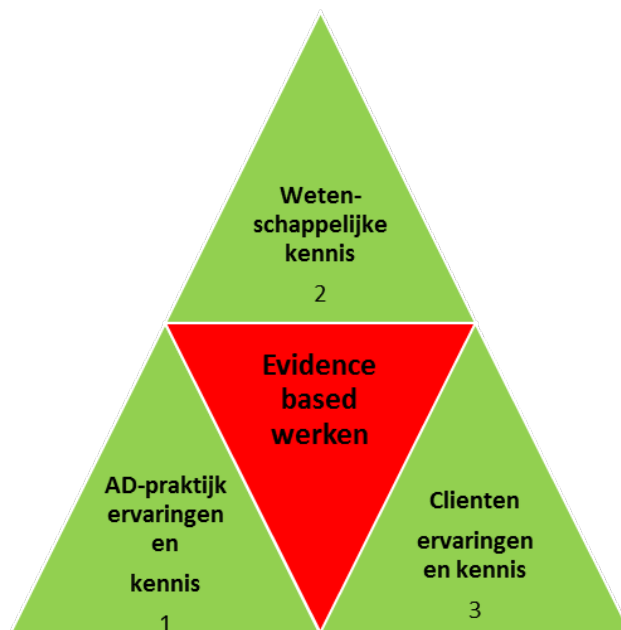 Weten-
schappelijke
kennis
2
Evidence
based
werken
AD-praktijk
ervaringen
en
kennis
1
Clienten
ervaringen
en kennis
3